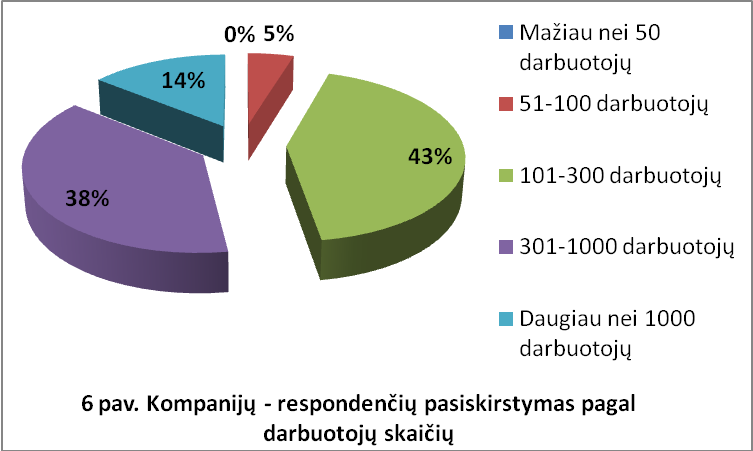 0%
5%
14%
43%
38%
Mažiau nei 50
darbuotojų
51-100 darbuotojų
101-300 darbuotojų
301-1000 darbuotojų
Daugiau nei 1000
darbuotojų
6 pav. Kompanijų - respondenčių pasiskirstymas pagal
darbuotojų skaičių